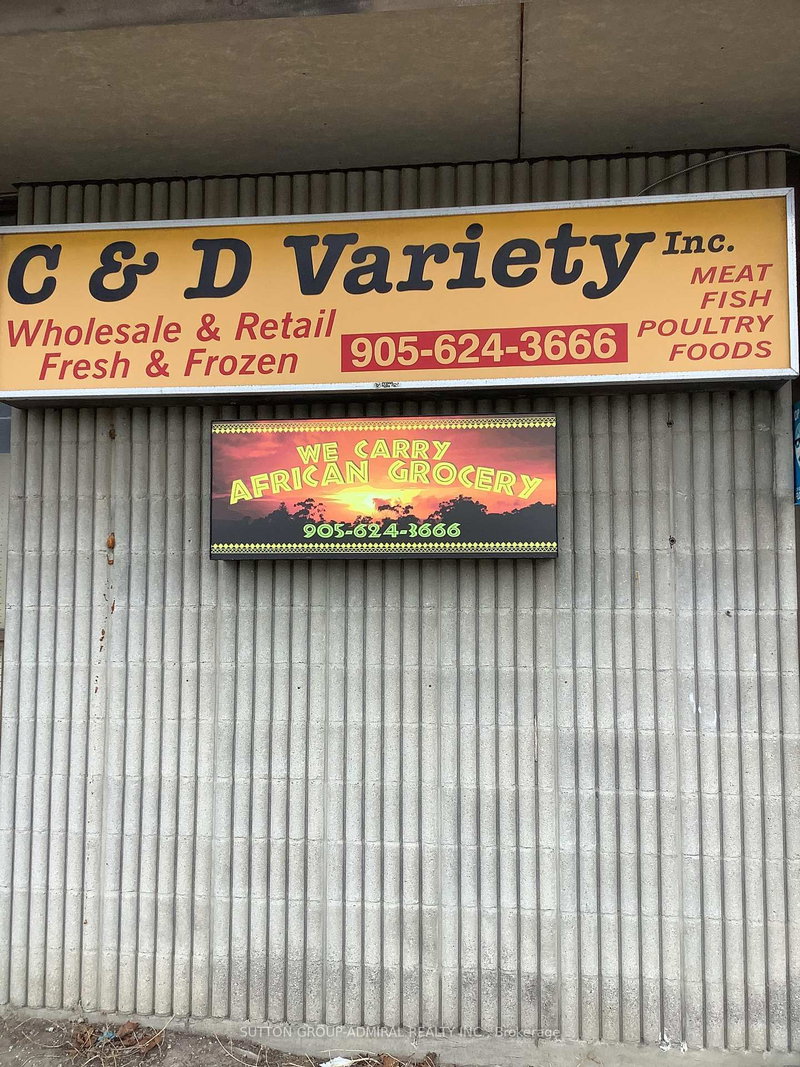 C & D Variety Inc.
Wholesale & Retail
Fresh & Frozen
905-624-3666
MEAT
FISH
POULTRY
FOODS
WE CARRY
AFRICAN GROCERY
905-624-3666
SUTTON GROUP-ADMIRAL REALTY INC., Brokerage